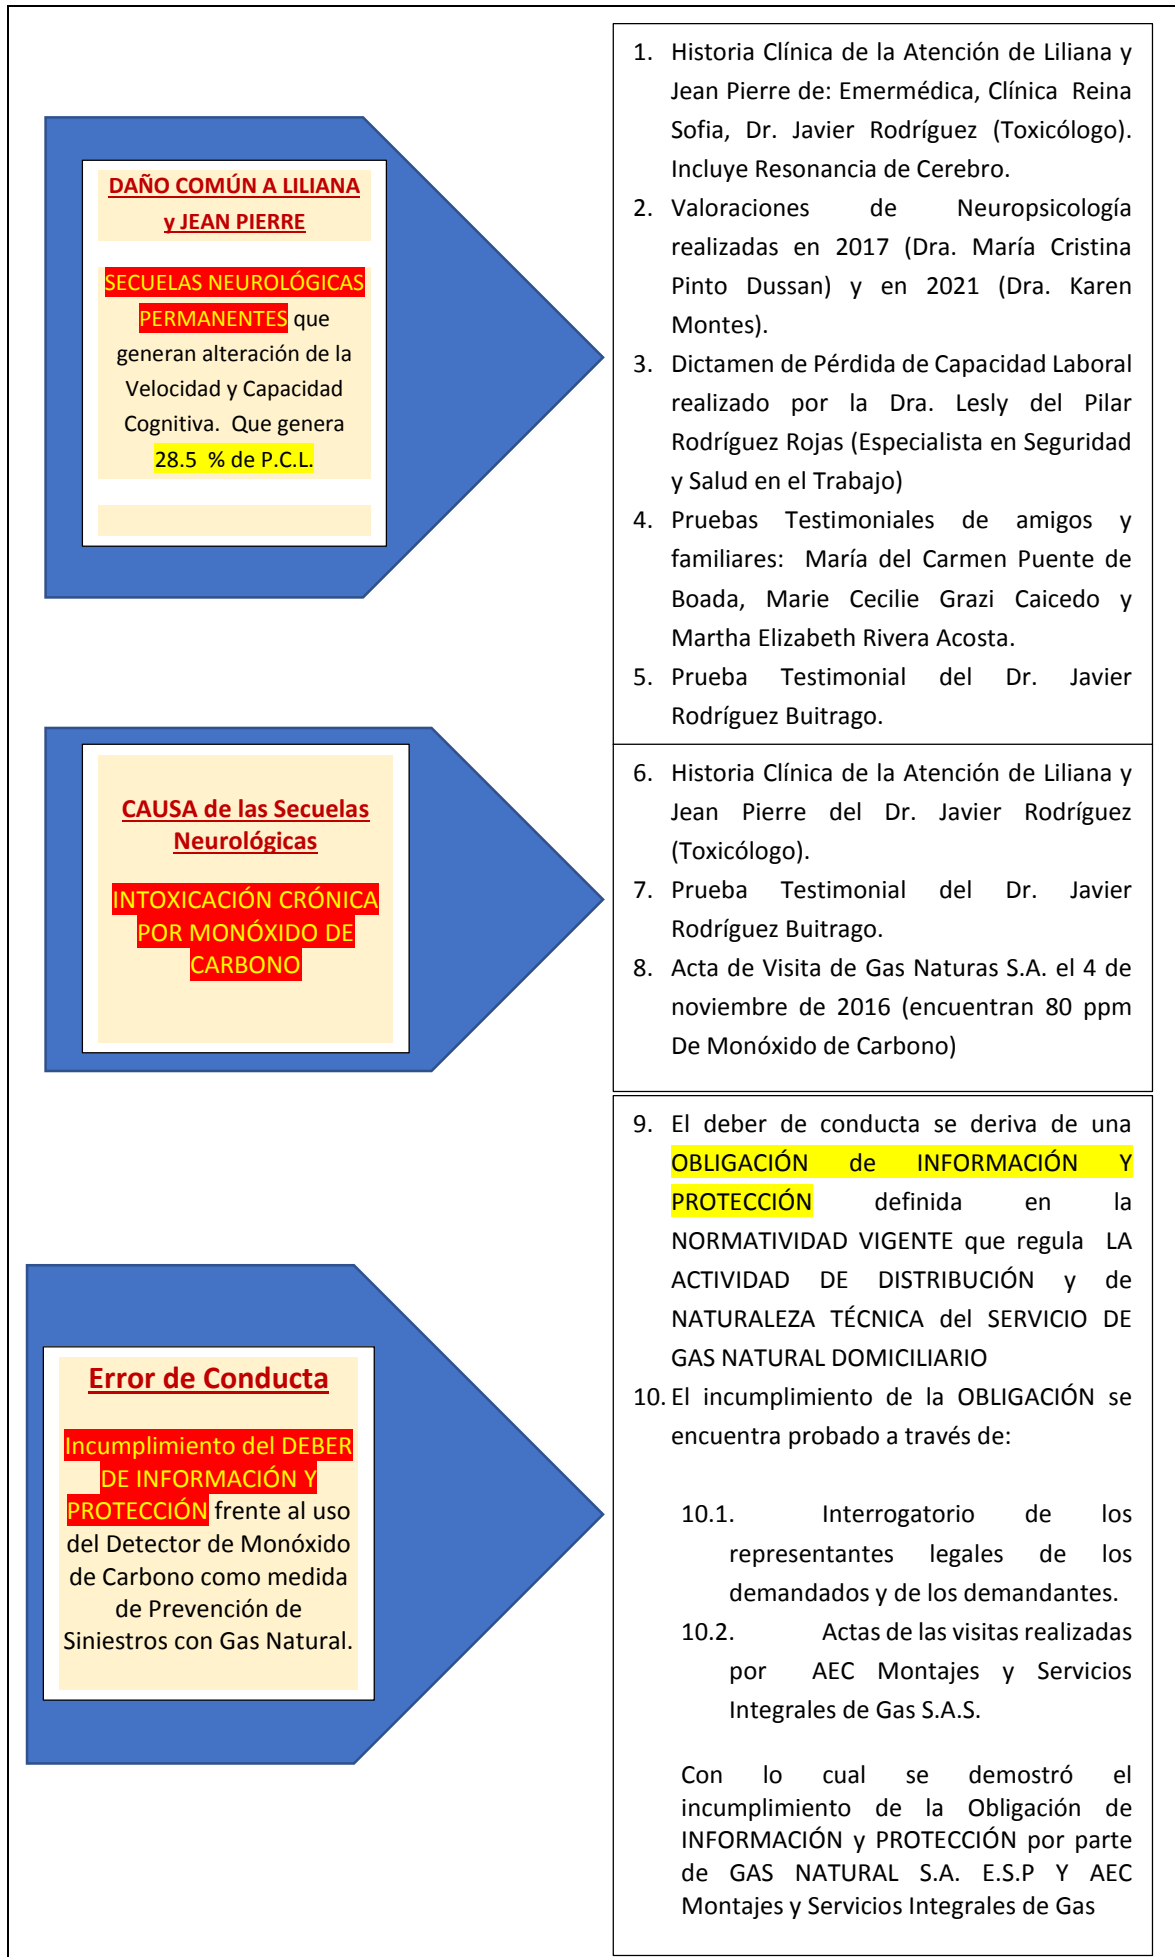 DAÑO COMÚN A LILIANA
y JEAN PIERRE
SECUELAS NEUROLÓGICAS
PERMANENTES que
generan alteración de la
Velocidad y Capacidad
Cognitiva. Que genera
28.5 % de P.C.L.
1. Historia Clínica de la Atención de Liliana y
Jean Pierre de: Emermédica, Clínica Reina
Sofia, Dr. Javier Rodríguez (Toxicólogo).
Incluye Resonancia de Cerebro.
2. Valoraciones de Neuropsicología
realizadas en 2017 (Dra. María Cristina
Pinto Dussan) y en 2021 (Dra. Karen
Montes).
3. Dictamen de Pérdida de Capacidad Laboral
realizado por la Dra. Lesly del Pilar
Rodríguez Rojas (Especialista en Seguridad
y Salud en el Trabajo)
4. Pruebas Testimoniales de amigos y
familiares: María del Carmen Puente de
Boada, Marie Cecilie Grazi Caicedo y
Martha Elizabeth Rivera Acosta.
5. Prueba Testimonial del Dr. Javier
Rodríguez Buitrago.
CAUSA de las Secuelas
Neurológicas
INTOXICACIÓN CRÓNICA
POR MONÓXIDO DE
CARBONO
6. Historia Clínica de la Atención de Liliana y
Jean Pierre del Dr. Javier Rodríguez
(Toxicólogo).
7. Prueba Testimonial del Dr. Javier
Rodríguez Buitrago.
8. Acta de Visita de Gas Naturas S.A. el 4 de
noviembre de 2016 (encuentran 80 ppm
De Monóxido de Carbono)
Error de Conducta
Incumplimiento del DEBER
DE INFORMACIÓN Y
PROTECCIÓN frente al uso
del Detector de Monóxido
de Carbono como medida
de Prevención de
Siniestros con Gas Natural.
9. El deber de conducta se deriva de una
OBLIGACIÓN de INFORMACIÓN Y
PROTECCIÓN definida en la
NORMATIVIDAD VIGENTE que regula LA
ACTIVIDAD DE DISTRIBUCIÓN y de
NATURALEZA TÉCNICA del SERVICIO DE
GAS NATURAL DOMICILIARIO
10. El incumplimiento de la OBLIGACIÓN se
encuentra probado a través de:
10.1. Interrogatorio de los
representantes legales de los
demandados y de los demandantes.
10.2. Actas de las visitas realizadas
por AEC Montajes y Servicios
Integrales de Gas S.A.S.
Con lo cual se demostró el
incumplimiento de la Obligación de
INFORMACIÓN y PROTECCIÓN por parte
de GAS NATURAL S.A. E.S.P Y AEC
Montajes y Servicios Integrales de Gas